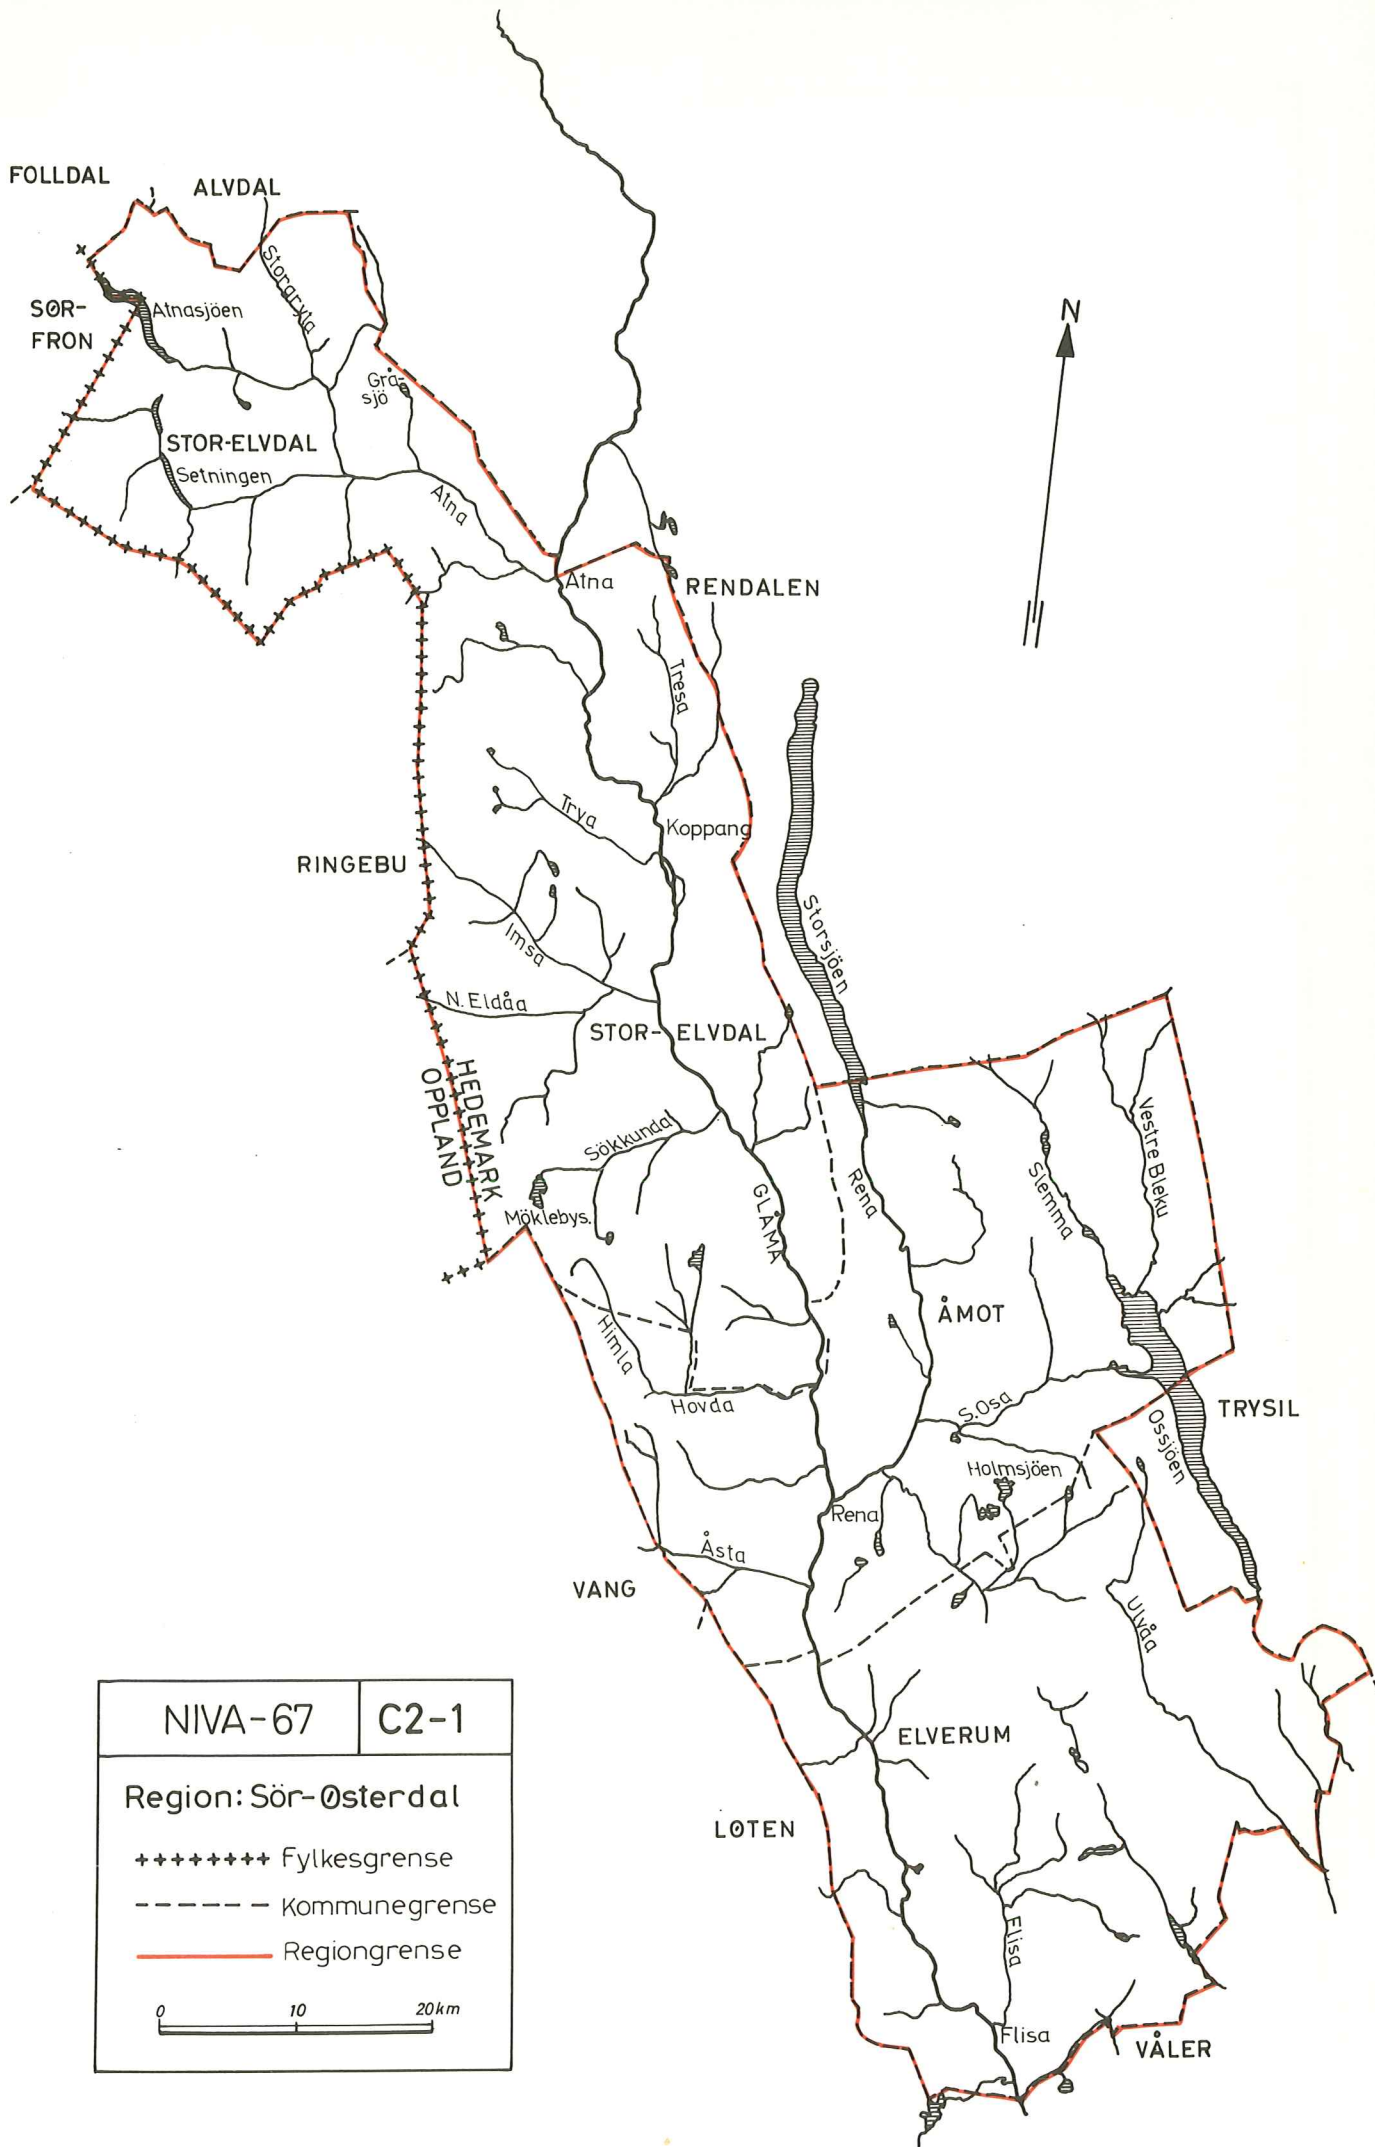 FOLLDAL
ALVDAL
SØR-
FRON
Atnasjöen
Storgryta
Grå-
sjö
N
STOR-ELVDAL
Setningen
Atna
Atna
RENDALEN
Tresa
Trya
Koppang
RINGEBU
Storsjöen
Imsa
N. Eldåa
STOR-ELVDAL
HEDEMARK
OPPLAND
Sökkunda
Vestre Bleku
Slemma
Rena
GLÅMA
Möklebys.
ÅMOT
Himla
Hovda
S.Osa
TRYSIL
Ossjöen
Holmsjöen
Rena
Åsta
VANG
Ulvåa
NIVA-67
C2-1
ELVERUM
Region: Sör-Østerdal
LØTEN
Fylkesgrense
Kommunegrense
Regiongrense
Flisa
0 10 20km
Flisa
VÅLER